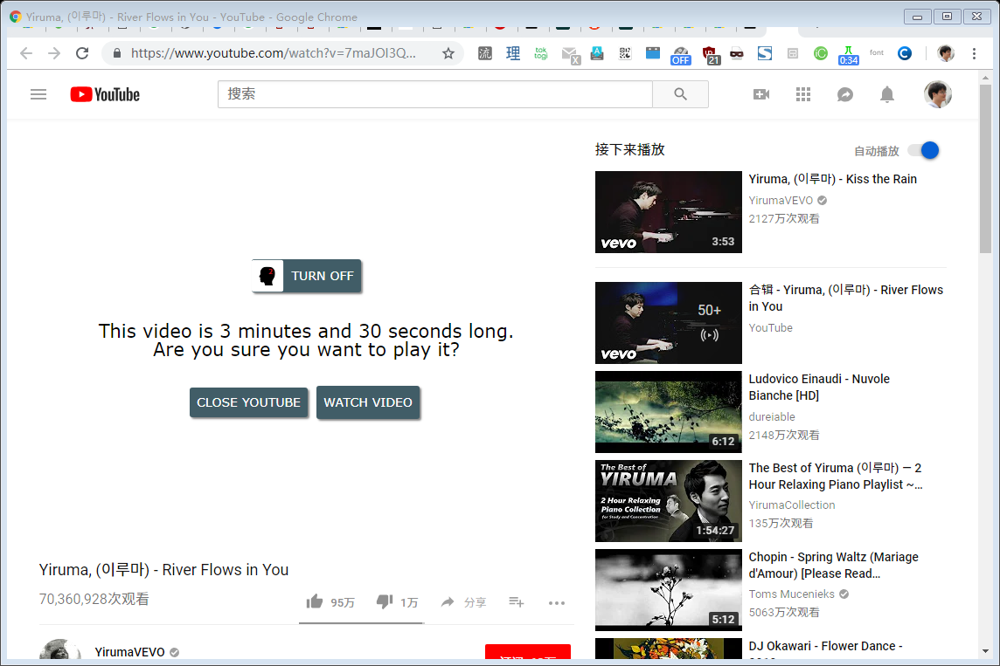 Yiruma, (이루마) - River Flows in You - YouTube - Google Chrome
https://www.youtube.com/watch?v=7maJOI3Q...
流
理
tak
togi
X
OFF
21
0:34
font
YouTube
搜索
接下来播放
自动播放
TURN OFF
This video is 3 minutes and 30 seconds long.
Are you sure you want to play it?
CLOSE YOUTUBE
WATCH VIDEO
Yiruma, (이루마) - River Flows in You
70,360,928次观看
95万
1万
分享
YirumaVEVO
vevo
3:53
Yiruma, (이루마) - Kiss the Rain
YirumaVEVO
2127万次观看
vevo
50+
合辑 - Yiruma, (이루마) - River Flows
in You
YouTube
6:12
Ludovico Einaudi - Nuvole
Bianche [HD]
dureiable
2148万次观看
The Best of
YIRUMA
2 Hour Relaxing
Piano Collection
for Study and Concentration
1:54:27
The Best of Yiruma (이루마) — 2
Hour Relaxing Piano Playlist ~...
YirumaCollection
135万次观看
5:12
Chopin - Spring Waltz (Mariage
d'Amour) [Please Read...
Toms Mucenieks
5063万次观看
DJ Okawari - Flower Dance -